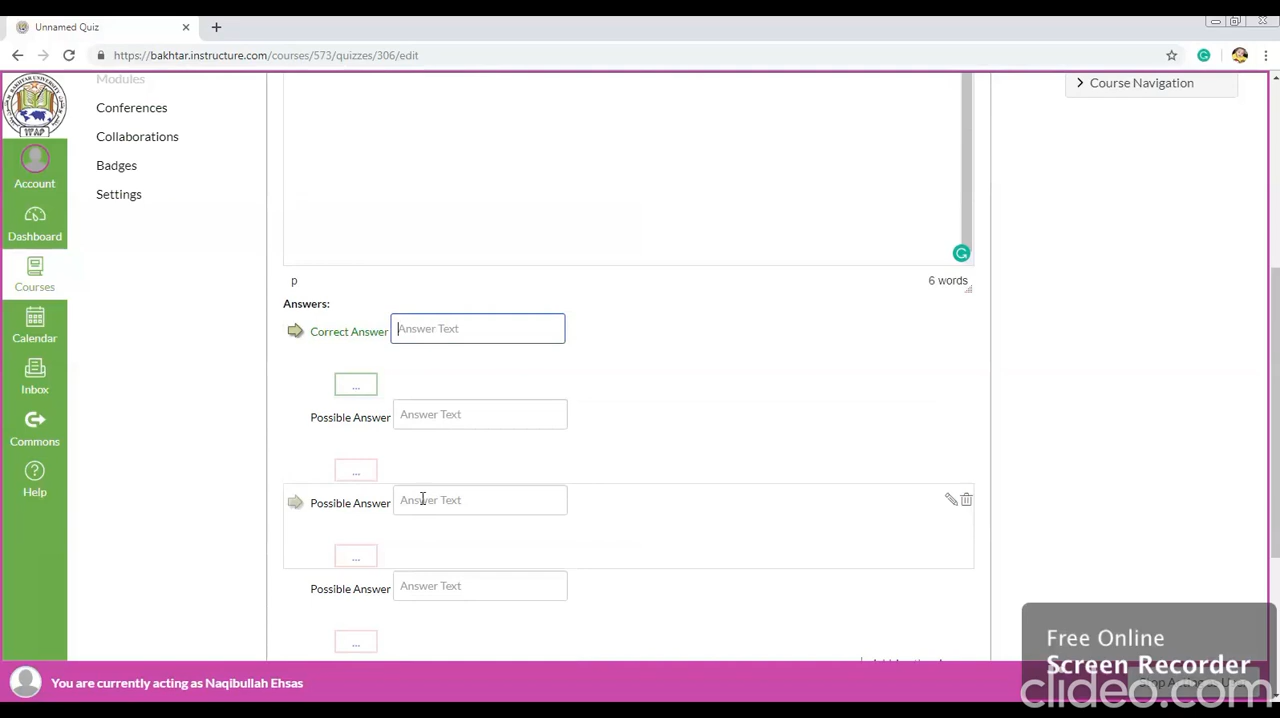 Unnamed Quiz
https://bakhtar.instructure.com/courses/573/quizzes/306/edit
Modules
Conferences
Collaborations
Badges
Settings
Course Navigation
Account
Dashboard
Courses
Calendar
Inbox
Commons
Help
p
6 words
Answers:
Correct Answer
Answer Text
...
Possible Answer
Answer Text
...
Possible Answer
Answer Text
...
Possible Answer
Answer Text
...
You are currently acting as Naqibullah Ehsas
Free Online
Screen Recorder
clideo.com